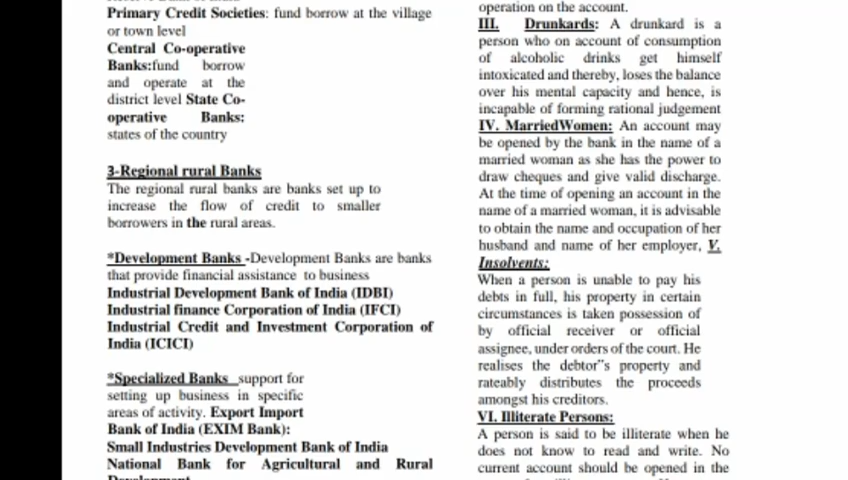 Primary Credit Societies: fund borrow at the village
or town level
Central Co-operative
Banks:fund borrow
and operate at the
district level State Co-
operative Banks:
states of the country
3-Regional rural Banks
The regional rural banks are banks set up to
increase the flow of credit to smaller
borrowers in the rural areas.
*Development Banks -Development Banks are banks
that provide financial assistance to business
Industrial Development Bank of India (IDBI)
Industrial finance Corporation of India (IFCI)
Industrial Credit and Investment Corporation of
India (ICICI)
*Specialized Banks support for
setting up business in specific
areas of activity. Export Import
Bank of India (EXIM Bank):
Small Industries Development Bank of India
National Bank for Agricultural and Rural
Development
operation on the account.
III. Drunkards: A drunkard is a
person who on account of consumption
of alcoholic drinks get himself
intoxicated and thereby, loses the balance
over his mental capacity and hence, is
incapable of forming rational judgement
IV. MarriedWomen: An account may
be opened by the bank in the name of a
married woman as she has the power to
draw cheques and give valid discharge.
At the time of opening an account in the
name of a married woman, it is advisable
to obtain the name and occupation of her
husband and name of her employer, V.
Insolvents:
When a person is unable to pay his
debts in full, his property in certain
circumstances is taken possession of
by official receiver or official
assignee, under orders of the court. He
realises the debtor"s property and
rateably distributes the proceeds
amongst his creditors.
VI. Illiterate Persons:
A person is said to be illiterate when he
does not know to read and write. No
current account should be opened in the